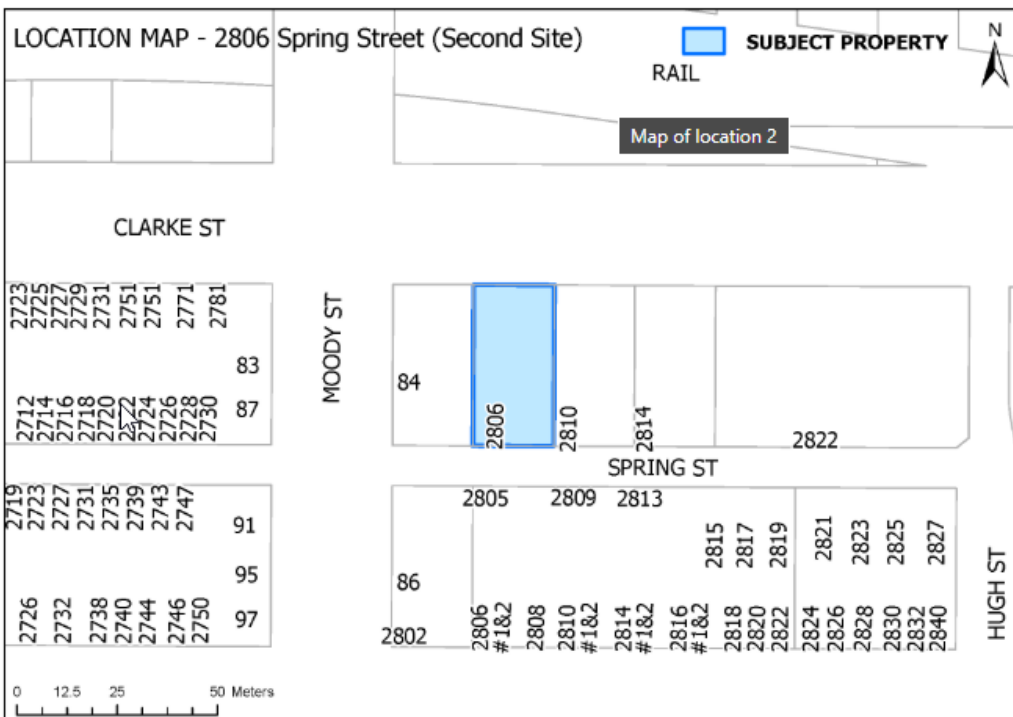 LOCATION MAP - 2806 Spring Street (Second Site)
SUBJECT PROPERTY
N
RAIL
Map of location 2
CLARKE ST
2723 2725 2727 2729 2731 2751 2751 2771 2781
MOODY ST
83
84
87
2712 2714 2716 2718 2720 2722 2724 2726 2728 2730
2806 2810 2814 2822
SPRING ST
2719 2723 2727 2731 2735 2739 2743 2747
2805 2809 2813
91
2815 2817 2819 2821 2823 2825 2827
95
86
97
2726 2732 2738 2740 2744 2746 2750
2802
2806 #1&2 2808 2810 #1&2 2814 #1&2 2816 #1&2 2818 2820 2822 2824 2826 2828 2830 2832 2840
HUGH ST
0 12.5 25 50 Meters